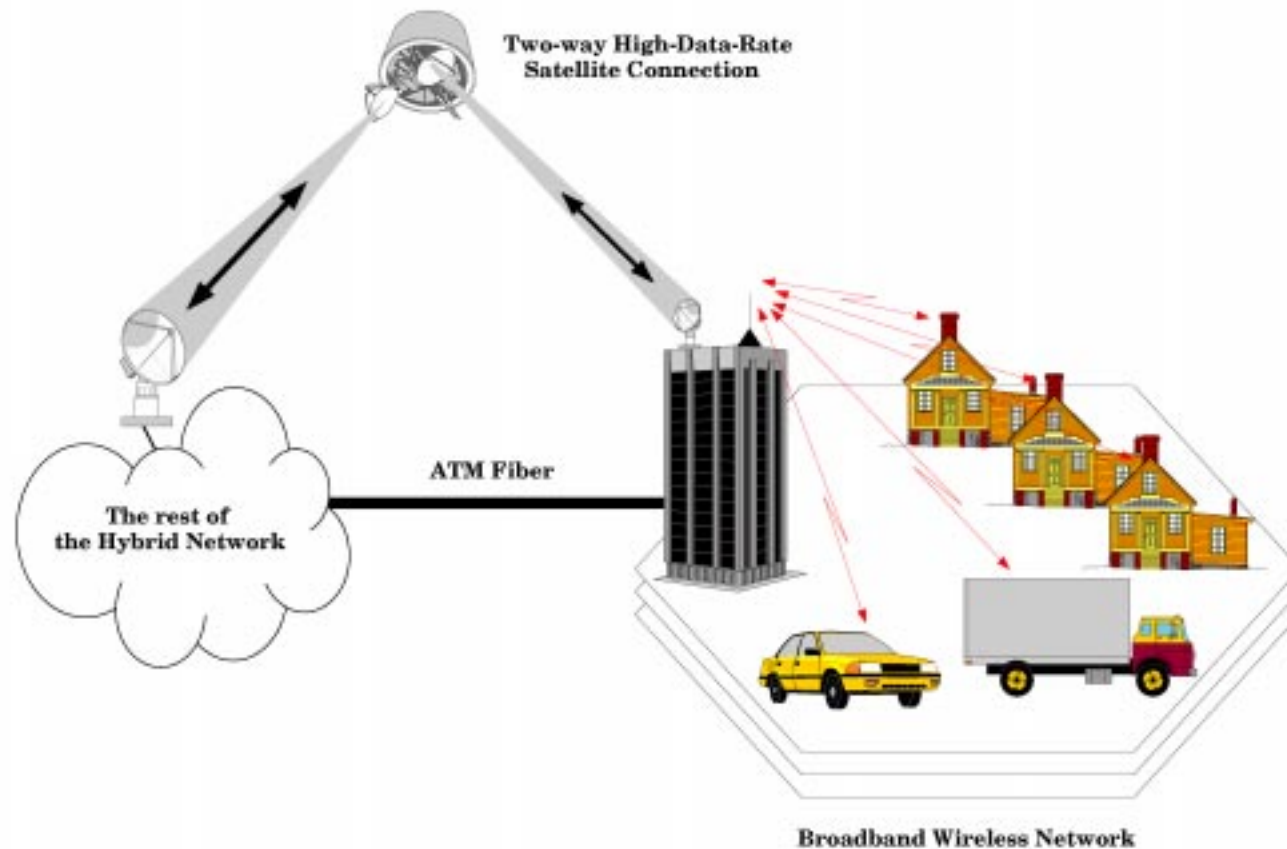 Two-way High-Data-Rate
Satellite Connection
ATM Fiber
The rest of
the Hybrid Network
Broadband Wireless Network